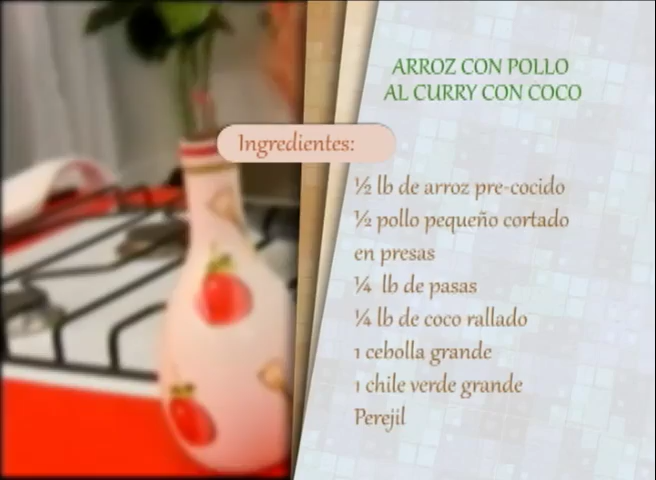 ARROZ CON POLLO
AL CURRY CON COCO
Ingredientes:
½ lb de arroz pre-cocido
½ pollo pequeño cortado
en presas
¼ lb de pasas
¼ lb de coco rallado
1 cebolla grande
1 chile verde grande
Perejil